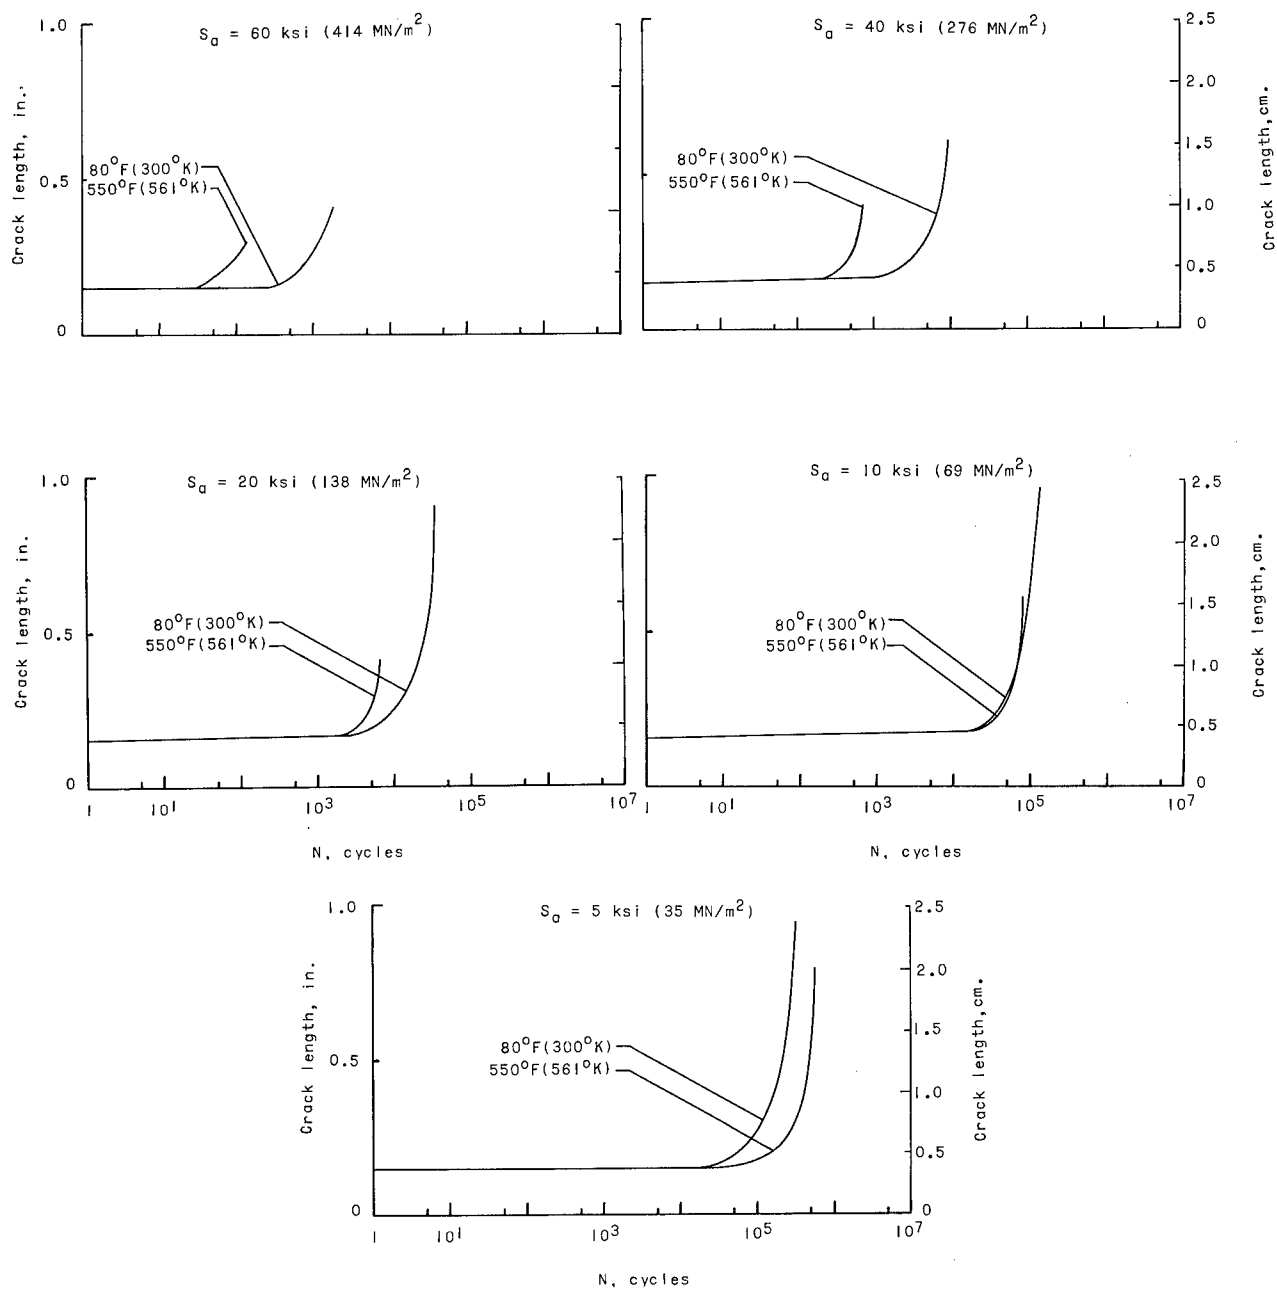 S_a = 60 ksi (414 MN/m²)
1.0
0.5
0
Crack length, in.
80°F(300°K)
550°F(561°K)
S_a = 40 ksi (276 MN/m²)
80°F(300°K)
550°F(561°K)
2.5
2.0
1.5
1.0
0.5
0
Crack length,cm.
S_a = 20 ksi (138 MN/m²)
1.0
0.5
0
Crack length, in.
80°F(300°K)
550°F(561°K)
1 10¹ 10³ 10⁵ 10⁷
N, cycles
S_a = 10 ksi (69 MN/m²)
80°F(300°K)
550°F(561°K)
2.5
2.0
1.5
1.0
0.5
0
Crack length,cm.
1 10¹ 10³ 10⁵ 10⁷
N, cycles
S_a = 5 ksi (35 MN/m²)
1.0
0.5
0
Crack length, in.
80°F(300°K)
550°F(561°K)
2.5
2.0
1.5
1.0
0.5
0
Crack length,cm.
1 10¹ 10³ 10⁵ 10⁷
N, cycles